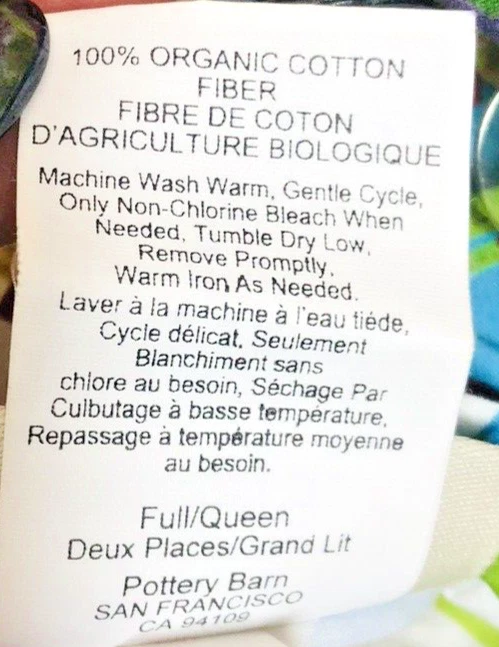 100% ORGANIC COTTON
FIBER
FIBRE DE COTON
D'AGRICULTURE BIOLOGIQUE
Machine Wash Warm, Gentle Cycle,
Only Non-Chlorine Bleach When
Needed, Tumble Dry Low,
Remove Promptly,
Warm Iron As Needed.
Laver à la machine à l'eau tiéde,
Cycle délicat, Seulement
Blanchiment sans
chlore au besoin, Séchage Par
Culbutage à basse température,
Repassage à température moyenne
au besoin.
Full/Queen
Deux Places/Grand Lit
Pottery Barn
SAN FRANCISCO
CA 94109